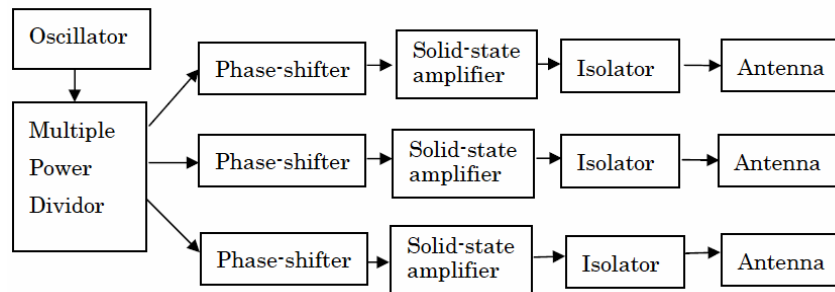 Oscillator
Multiple
Power
Dividor
Phase-shifter
Solid-state
amplifier
Isolator
Antenna
Phase-shifter
Solid-state
amplifier
Isolator
Antenna
Phase-shifter
Solid-state
amplifier
Isolator
Antenna